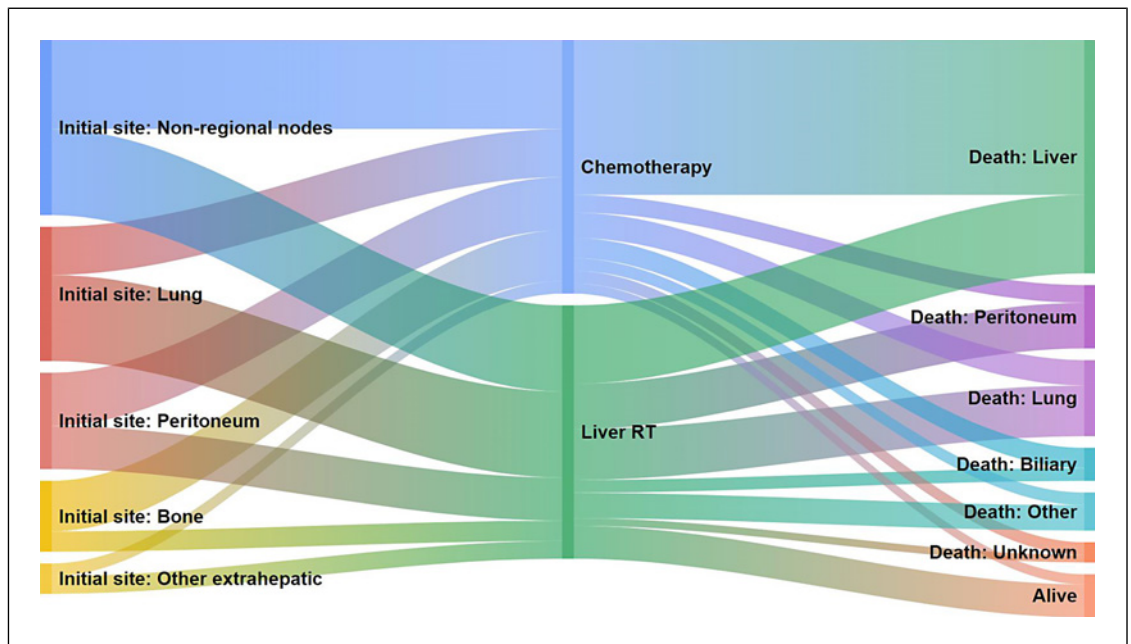 Initial site: Non-regional nodes
Initial site: Lung
Initial site: Peritoneum
Initial site: Bone
Initial site: Other extrahepatic
Chemotherapy
Liver RT
Death: Liver
Death: Peritoneum
Death: Lung
Death: Biliary
Death: Other
Death: Unknown
Alive